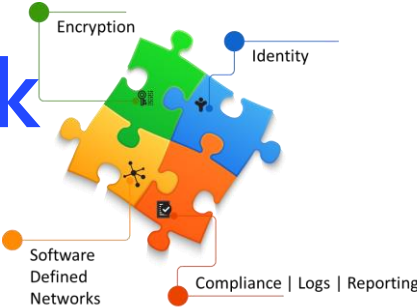 Encryption
Identity
k
Software
Defined
Networks
Compliance | Logs | Reporting